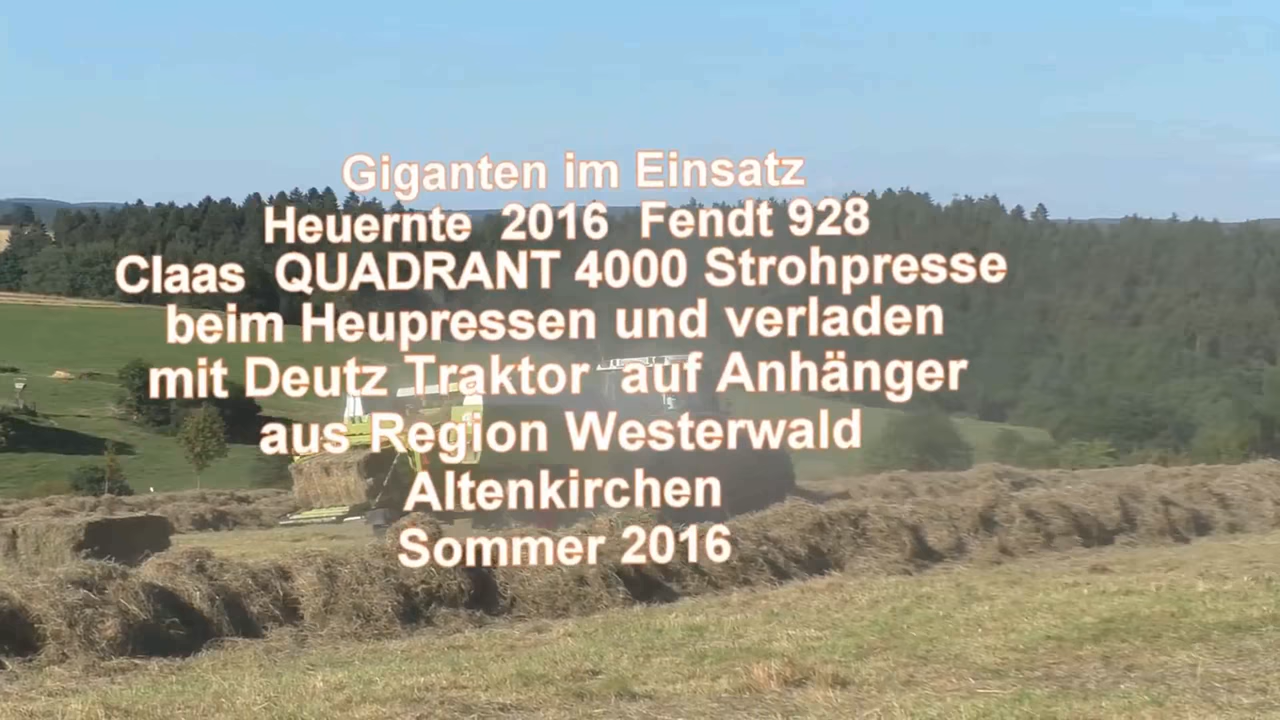 Giganten im Einsatz
Heuernte 2016 Fendt 928
Claas QUADRANT 4000 Strohpresse
beim Heupressen und verladen
mit Deutz Traktor auf Anhänger
aus Region Westerwald
Altenkirchen
Sommer 2016